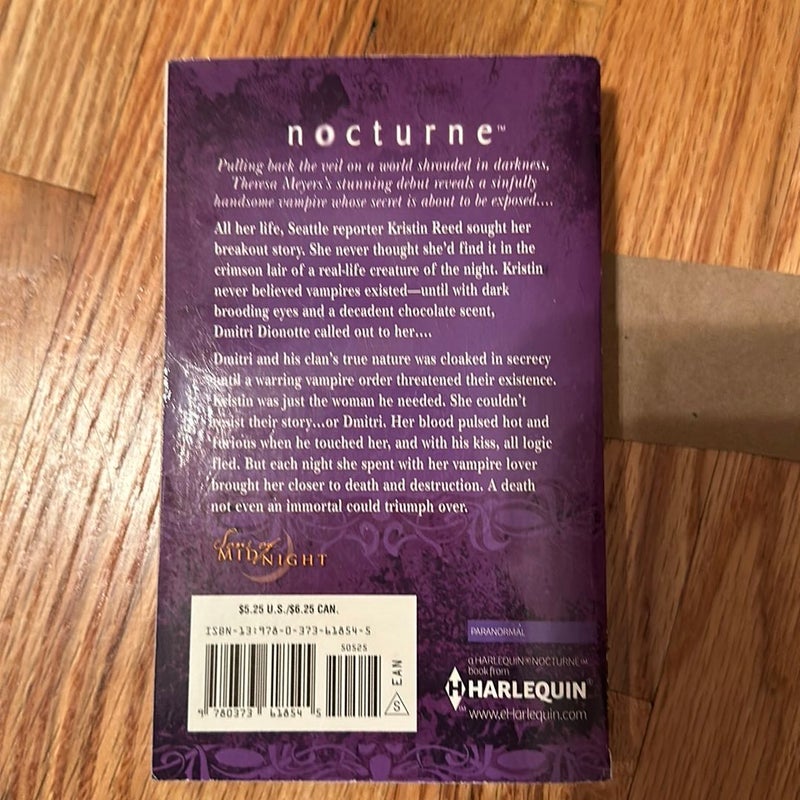 nocturne™
Pulling back the veil on a world shrouded in darkness,
Theresa Meyers's stunning debut reveals a sinfully
handsome vampire whose secret is about to be exposed....
All her life, Seattle reporter Kristin Reed sought her
breakout story. She never thought she'd find it in the
crimson lair of a real-life creature of the night. Kristin
never believed vampires existed—until with dark
brooding eyes and a decadent chocolate scent,
Dmitri Dionotte called out to her....
Dmitri and his clan's true nature was cloaked in secrecy
until a warring vampire order threatened their existence.
Kristin was just the woman he needed. She couldn't
resist their story...or Dmitri. Her blood pulsed hot and
furious when he touched her, and with his kiss, all logic
fled. But each night she spent with her vampire lover
brought her closer to death and destruction. A death
not even an immortal could triumph over.
Sons of
MIDNIGHT
$5.25 U.S./$6.25 CAN.
ISBN-13:978-0-373-61854-5
50525
EAN
S
9 780373 61854 5
PARANORMAL
a HARLEQUIN® NOCTURNE™
book from
HARLEQUIN®
™ www.eHarlequin.com